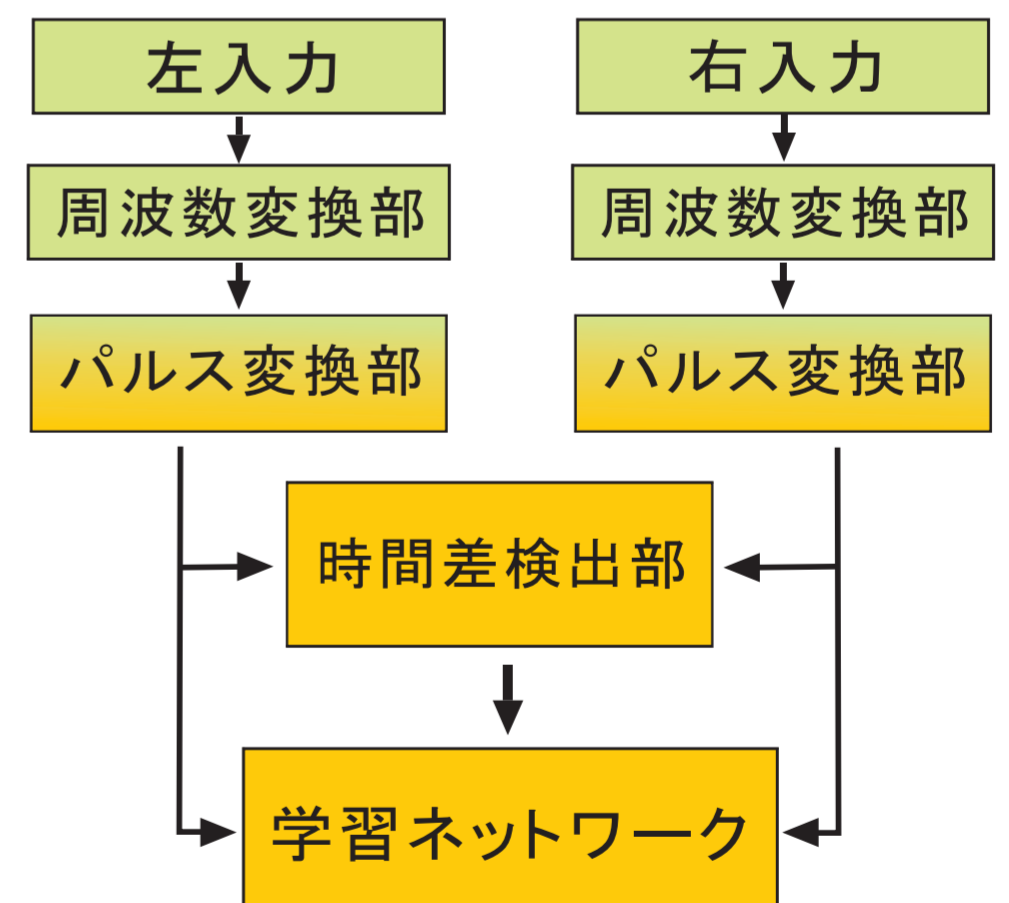 左入力
右入力
周波数変換部
周波数変換部
パルス変換部
パルス変換部
時間差検出部
学習ネットワーク